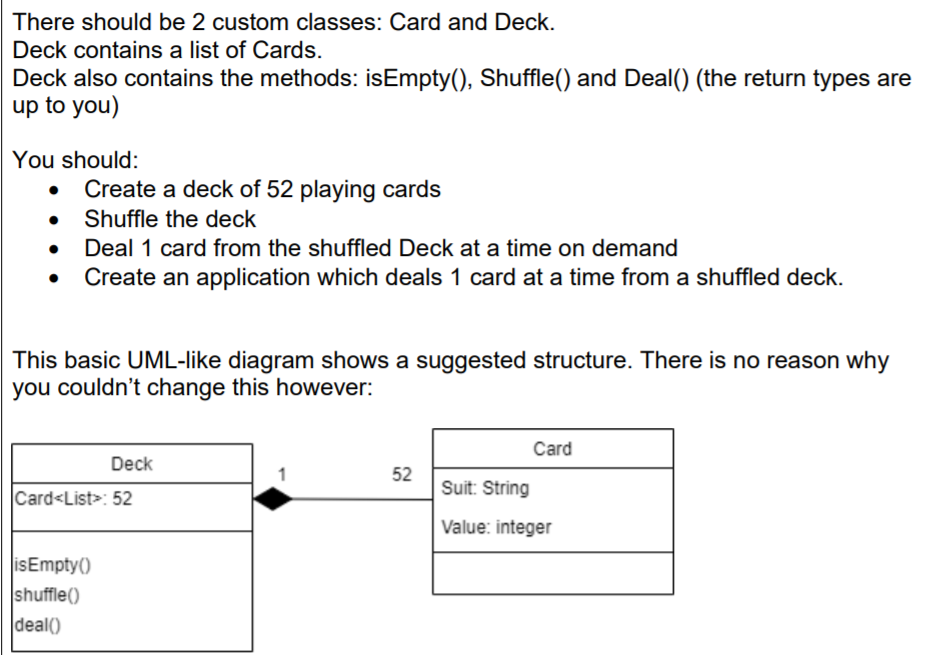 There should be 2 custom classes: Card and Deck.
Deck contains a list of Cards.
Deck also contains the methods: isEmpty(), Shuffle() and Deal() (the return types are
up to you)
You should:
• Create a deck of 52 playing cards
• Shuffle the deck
• Deal 1 card from the shuffled Deck at a time on demand
• Create an application which deals 1 card at a time from a shuffled deck.
This basic UML-like diagram shows a suggested structure. There is no reason why
you couldn’t change this however:
Deck
Card<List>: 52
isEmpty()
shuffle()
deal()
1
52
Card
Suit: String
Value: integer